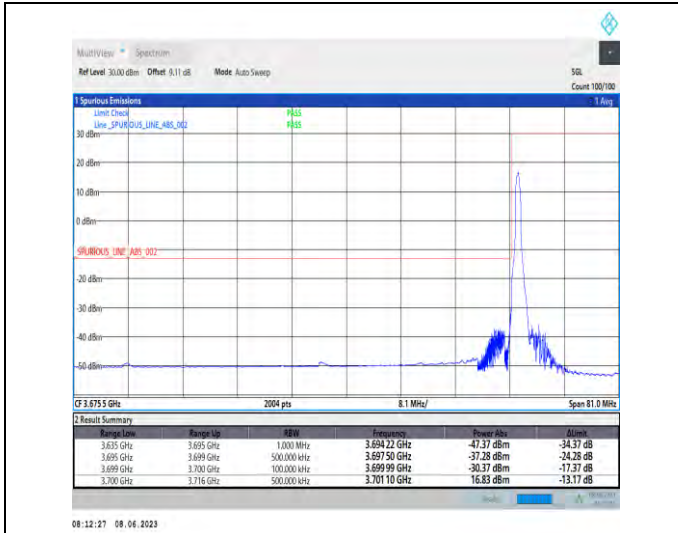 MultiView Spectrum
Ref Level 30.00 dBm Offset 9.11 dB Mode Auto Sweep SGL
Count 100/100
1 Spurious Emissions 1 Avg
Limit Check PASS
Line _SPURIOUS_LINE_ABS_002 PASS
30 dBm
20 dBm
10 dBm
0 dBm
SPURIOUS_LINE_ABS_002
-20 dBm
-30 dBm
-40 dBm
-50 dBm
CF 3.6755 GHz 2004 pts 8.1 MHz/ Span 81.0 MHz
2 Result Summary
Range Low Range Up RBW Frequency Power Abs ΔLimit
3.635 GHz 3.695 GHz 1.000 MHz 3.694 22 GHz -47.37 dBm -34.37 dB
3.695 GHz 3.699 GHz 500.000 kHz 3.697 50 GHz -37.28 dBm -24.28 dB
3.699 GHz 3.700 GHz 100.000 kHz 3.699 99 GHz -30.37 dBm -17.37 dB
3.700 GHz 3.716 GHz 500.000 kHz 3.701 10 GHz 16.83 dBm -13.17 dB
08:12:27 08.06.2023